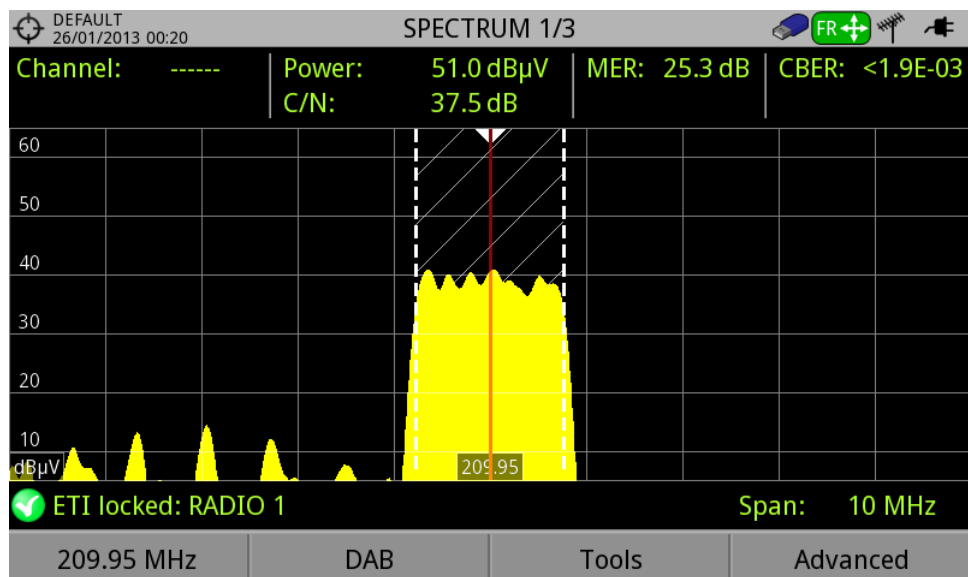 DEFAULT
26/01/2013 00:20
SPECTRUM 1/3
FR
Channel: ------
Power: 51.0 dBµV
MER: 25.3 dB
CBER: <1.9E-03
C/N: 37.5 dB
60
50
40
30
20
10
dBµV
209.95
ETI locked: RADIO 1
Span: 10 MHz
209.95 MHz
DAB
Tools
Advanced